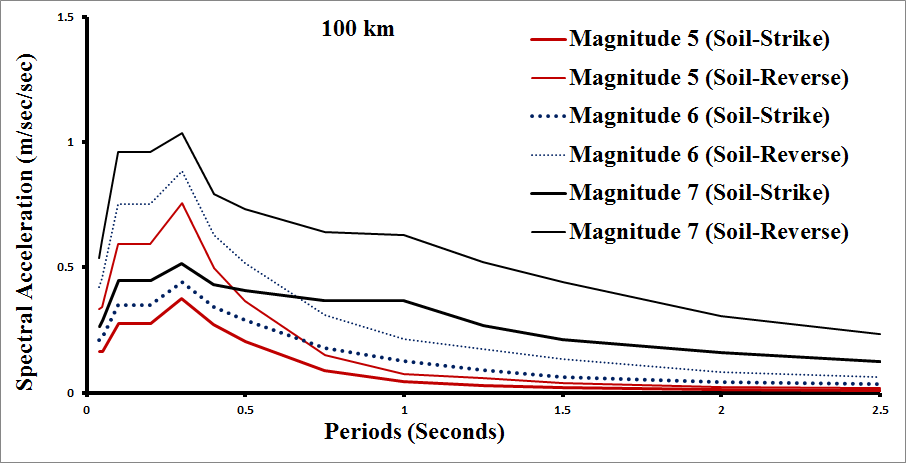 1.5
100 km
Magnitude 5 (Soil-Strike)
Magnitude 5 (Soil-Reverse)
Magnitude 6 (Soil-Strike)
Magnitude 6 (Soil-Reverse)
Magnitude 7 (Soil-Strike)
Magnitude 7 (Soil-Reverse)
Spectral Acceleration (m/sec/sec)
1
0.5
0
0 0.5 1 1.5 2 2.5
Periods (Seconds)